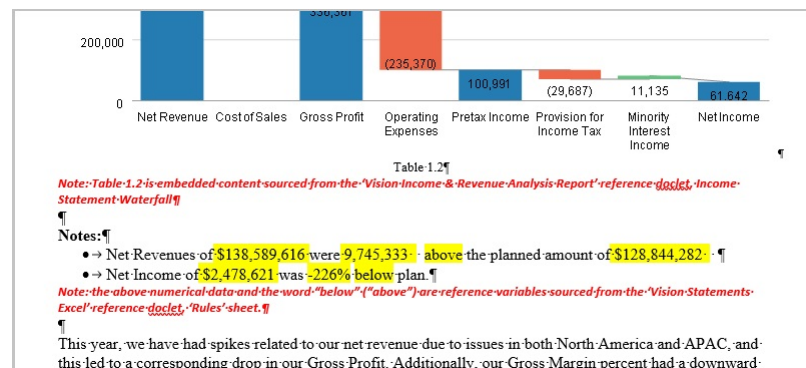 336,361
200,000
(235,370)
100,991
(29,687)
11,135
61,642
0
Net Revenue Cost of Sales Gross Profit Operating Expenses Pretax Income Provision for Income Tax Minority Interest Income Net Income
¶
Table·1.2¶
Note:·Table·1.2·is·embedded·content·sourced·from·the·‘Vision·Income·&·Revenue·Analysis·Report’·reference·doclet,·Income·
Statement·Waterfall¶
¶
Notes:¶
•→Net·Revenues·of·$138,589,616·were·9,745,333· · above·the·planned·amount·of·$128,844,282· · ¶
•→Net·Income·of·$2,478,621·was·-226%·below·plan.¶
Note:·the·above·numerical·data·and·the·word·“below”·(“above”)·are·reference·variables·sourced·from·the·‘Vision·Statements·
Excel’·reference·doclet,·‘Rules’·sheet.¶
¶
This·year,·we·have·had·spikes·related·to·our·net·revenue·due·to·issues·in·both·North·America·and·APAC,·and·
this·led·to·a·corresponding·drop·in·our·Gross·Profit.·Additionally,·our·Gross·Margin·percent·had·a·downward·